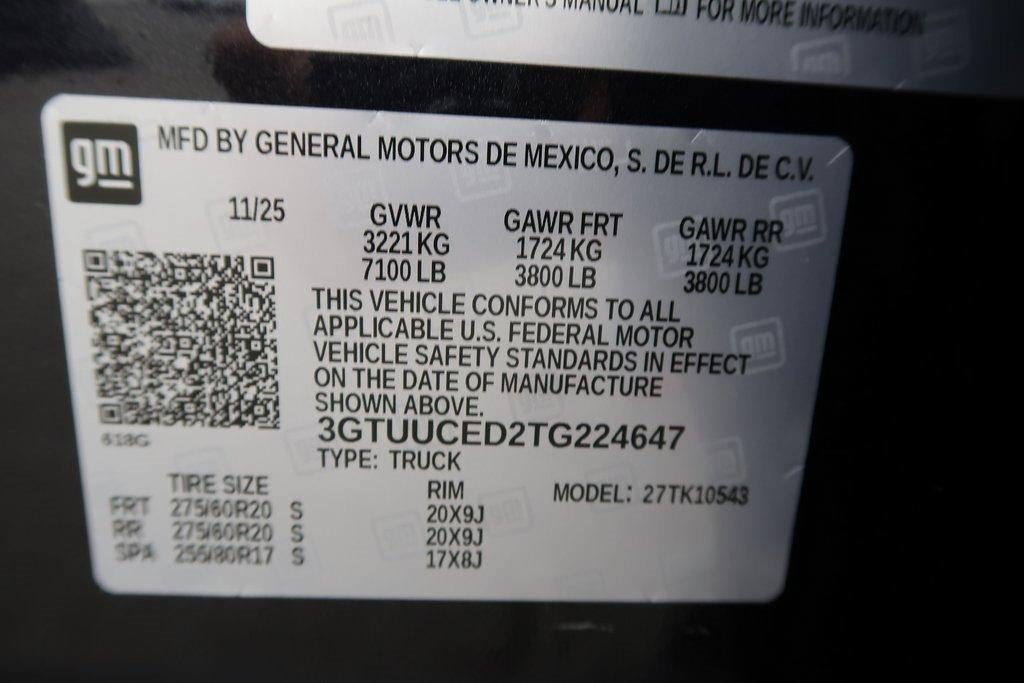 OWNER'S MANUAL FOR MORE INFORMATION
gm
MFD BY GENERAL MOTORS DE MEXICO, S. DE R.L. DE C.V.
11/25 GVWR GAWR FRT GAWR RR
3221 KG 1724 KG 1724 KG
7100 LB 3800 LB 3800 LB
THIS VEHICLE CONFORMS TO ALL
APPLICABLE U.S. FEDERAL MOTOR
VEHICLE SAFETY STANDARDS IN EFFECT
ON THE DATE OF MANUFACTURE
SHOWN ABOVE.
618G
3GTUUCED2TG224647
TYPE: TRUCK
TIRE SIZE RIM MODEL: 27TK10543
FRT 275/60R20 S 20X9J
RR 275/60R20 S 20X9J
SPA 255/80R17 S 17X8J